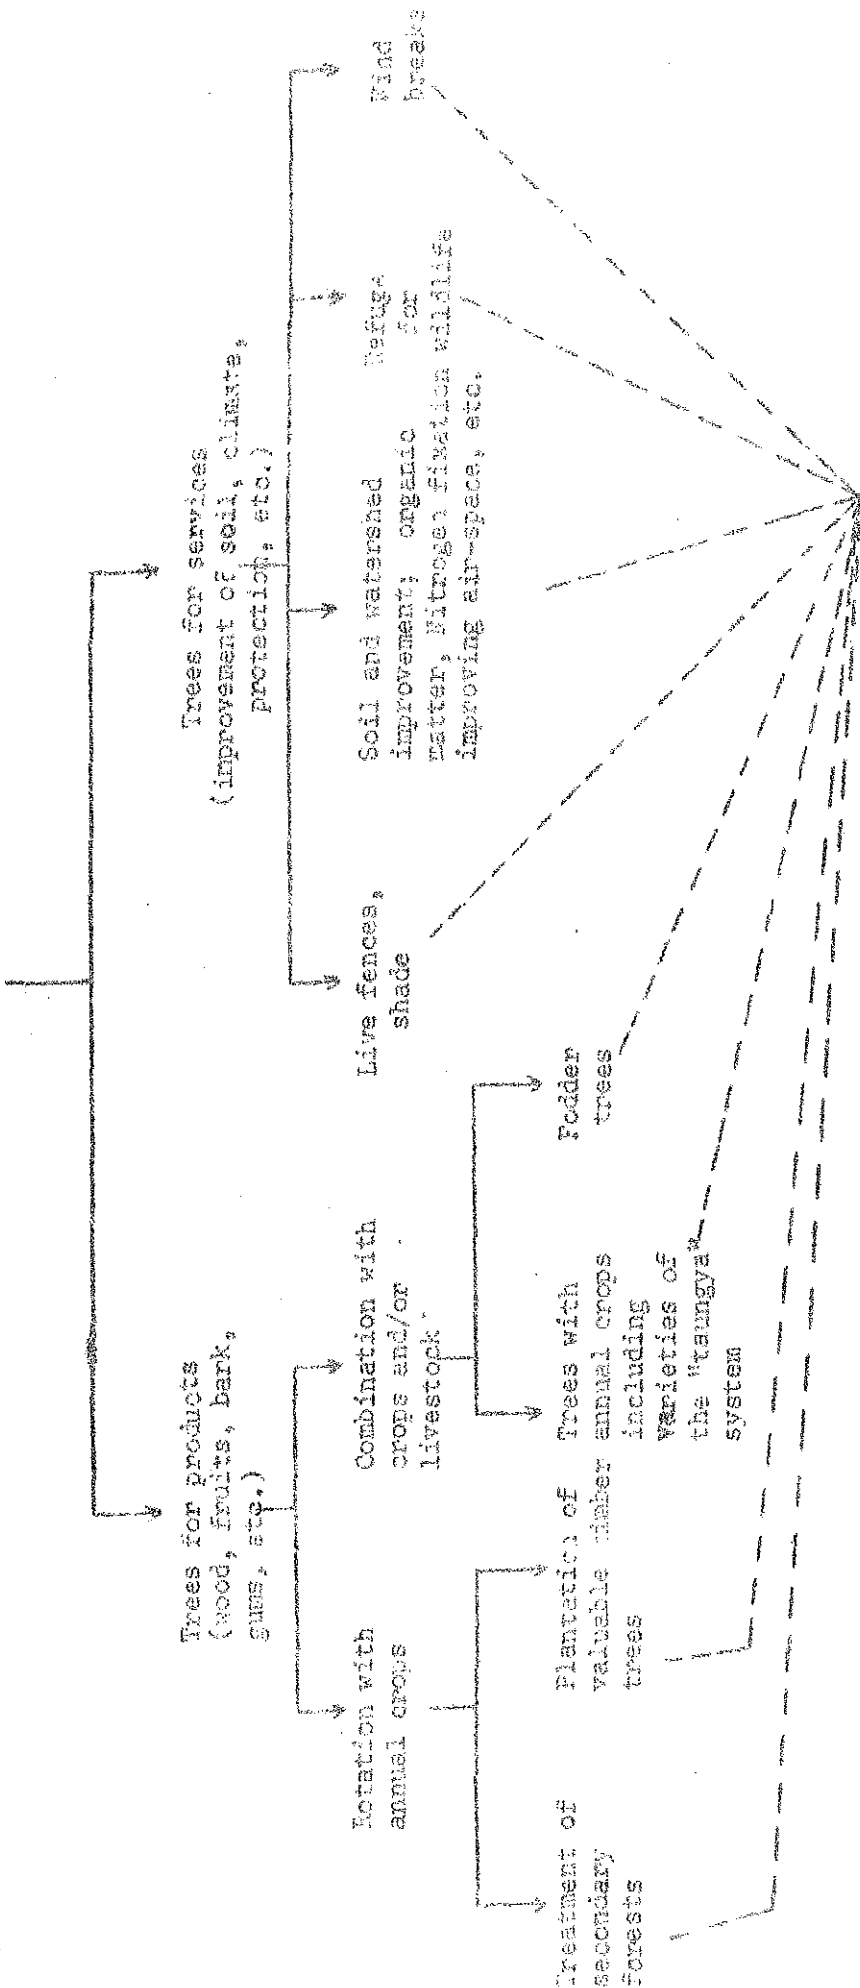 Trees for products
(wood, fruits, bark,
gums, etc.)
Trees for services
(improvement of soil, climate,
protection, etc.)
Rotation with
annual crops
Combination with
crops and/or
livestock
Live fences,
shade
Soil and watershed
improvement; organic
matter, Nitrogen fixation
improving air-space, etc.
Refuge
for
wildlife
Wind
breaks
Treatment of
secondary
forests
Plantation of
valuable timber
trees
Trees with
annual crops
including
Varieties of
the "taungya"
system
Fodder
trees